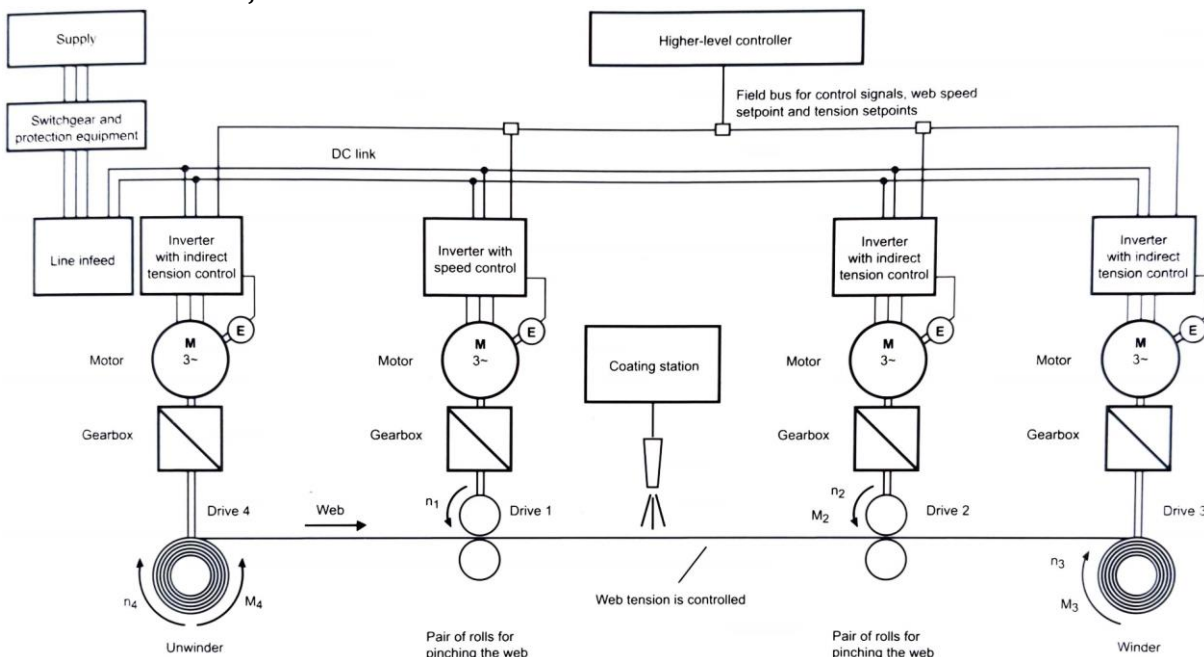 Supply
Higher-level controller
Switchgear and
protection equipment
Field bus for control signals, web speed
setpoint and tension setpoints
DC link
Line infeed
Inverter
with indirect
tension control
Inverter with
speed control
Inverter
with indirect
tension control
Inverter
with indirect
tension control
Motor
M
3~
E
Motor
M
3~
E
Coating station
Motor
M
3~
E
Motor
M
3~
E
Gearbox
Gearbox
Gearbox
Gearbox
Drive 4
Web
n1
Drive 1
n2
M2
Drive 2
Drive 3
n4
M4
Web tension is controlled
n3
M3
Unwinder
Pair of rolls for
pinching the web
Pair of rolls for
pinching the web
Winder